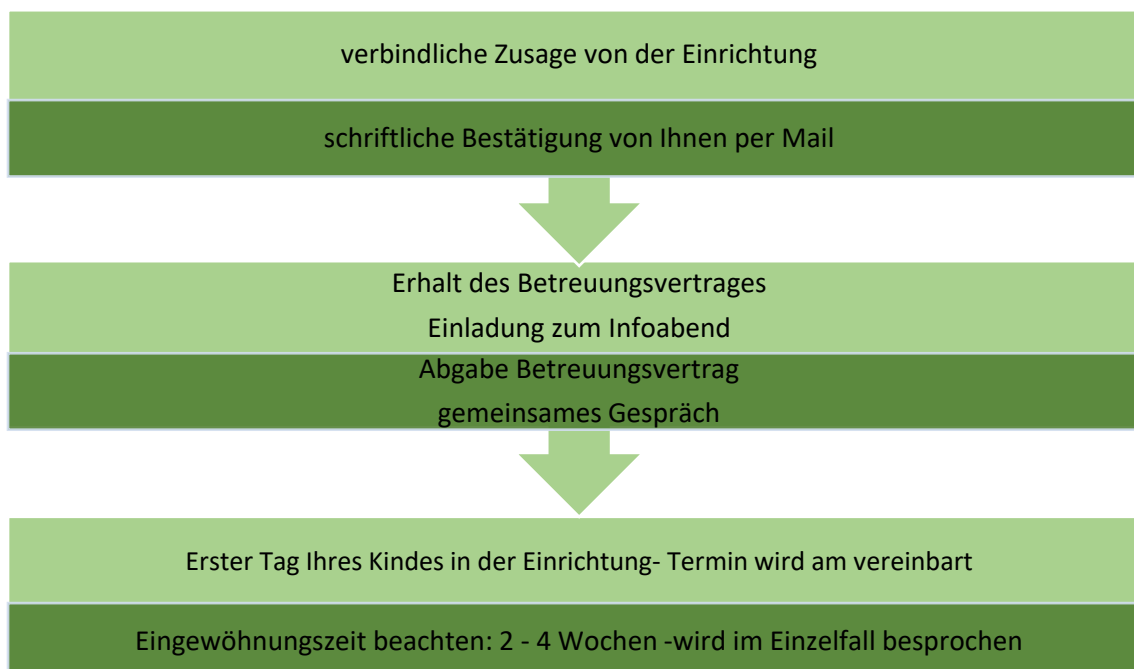 verbindliche Zusage von der Einrichtung
schriftliche Bestätigung von Ihnen per Mail
Erhalt des Betreuungsvertrages
Einladung zum Infoabend
Abgabe Betreuungsvertrag
gemeinsames Gespräch
Erster Tag Ihres Kindes in der Einrichtung- Termin wird am vereinbart
Eingewöhnungszeit beachten: 2 - 4 Wochen -wird im Einzelfall besprochen